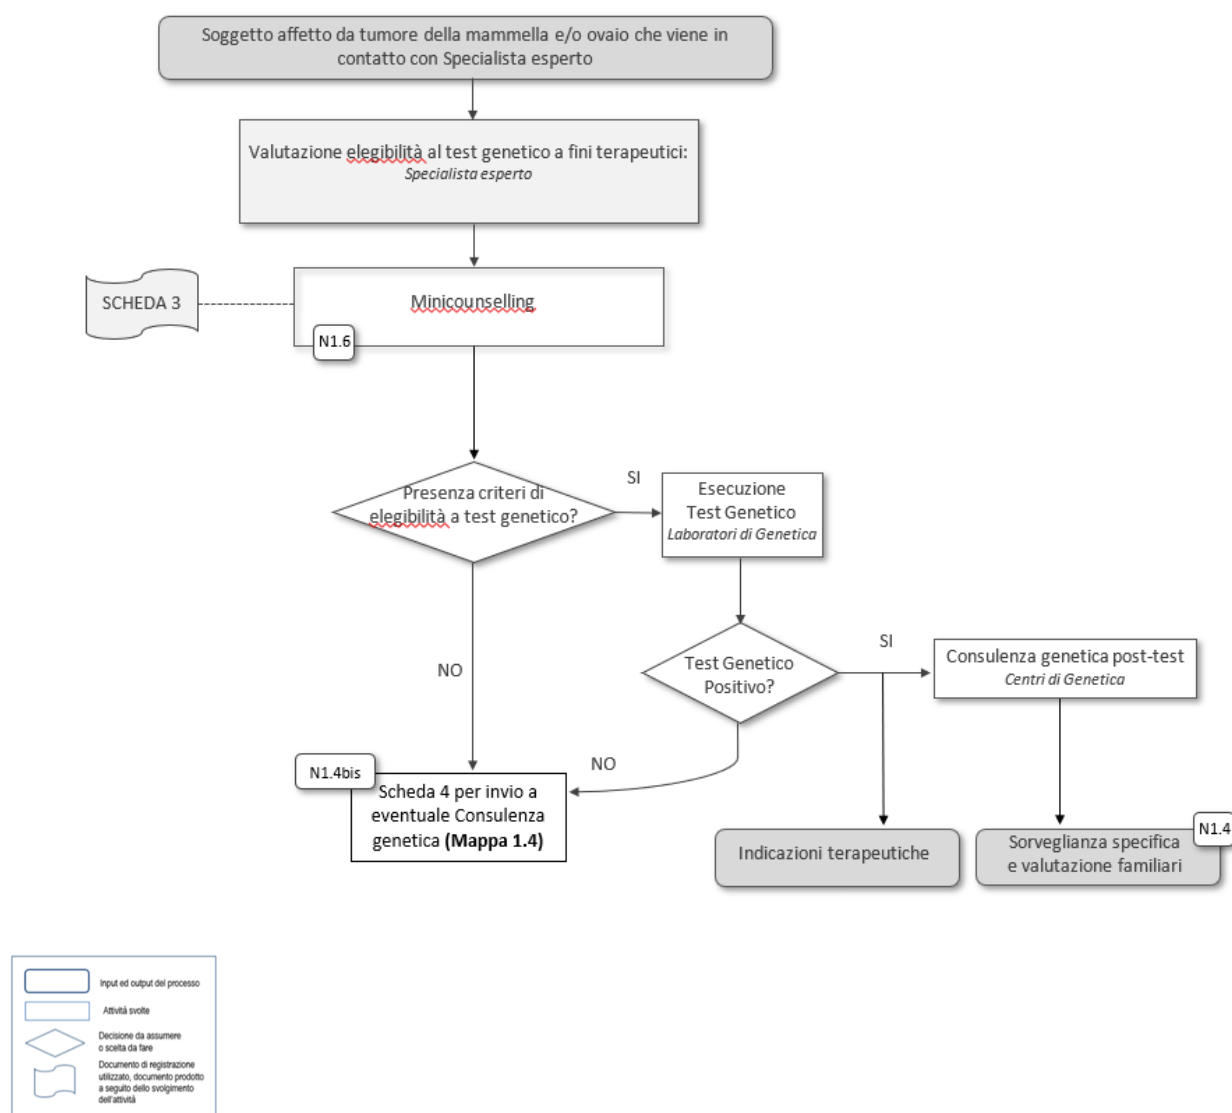 Soggetto affetto da tumore della mammella e/o ovaio che viene in
contatto con Specialista esperto
Valutazione elegibilità al test genetico a fini terapeutici:
Specialista esperto
SCHEDA 3
Minicounselling
N1.6
Presenza criteri di
elegibilità a test genetico?
SI
Esecuzione
Test Genetico
Laboratori di Genetica
NO
Test Genetico
Positivo?
SI
Consulenza genetica post-test
Centri di Genetica
NO
N1.4bis
Scheda 4 per invio a
eventuale Consulenza
genetica (Mappa 1.4)
Indicazioni terapeutiche
N1.4
Sorveglianza specifica
e valutazione familiari
Input ed output del processo
Attività svolte
Decisione da assumere
o scelta da fare
Documento di registrazione
utilizzato, documento prodotto
a seguito dello svolgimento
dell'attività